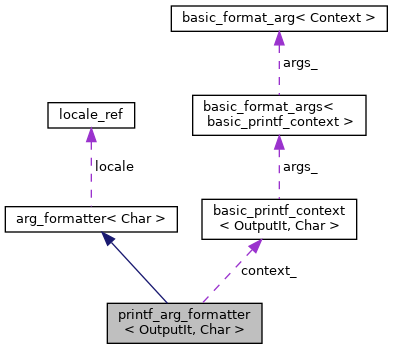 basic_format_arg< Context >
args_
locale_ref
basic_format_args<
basic_printf_context >
locale
args_
arg_formatter< Char >
basic_printf_context
< OutputIt, Char >
context_
printf_arg_formatter
< OutputIt, Char >